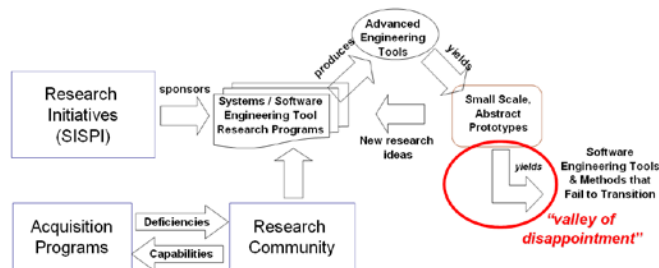 Advanced
Engineering
Tools
produces
yields
sponsors
Research
Initiatives
(SISPI)
Systems / Software
Engineering Tool
Research Programs
Small Scale,
Abstract
Prototypes
New research
ideas
yields
Software
Engineering Tools
& Methods that
Fail to Transition
"valley of
disappointment"
Acquisition
Programs
Deficiencies
Capabilities
Research
Community